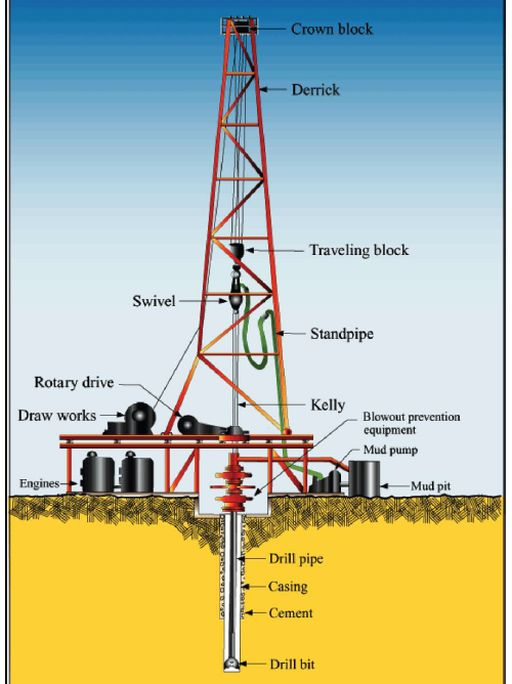 Crown block
Derrick
Traveling block
Swivel
Standpipe
Rotary drive
Kelly
Draw works
Blowout prevention
equipment
Mud pump
Engines
Mud pit
Drill pipe
Casing
Cement
Drill bit